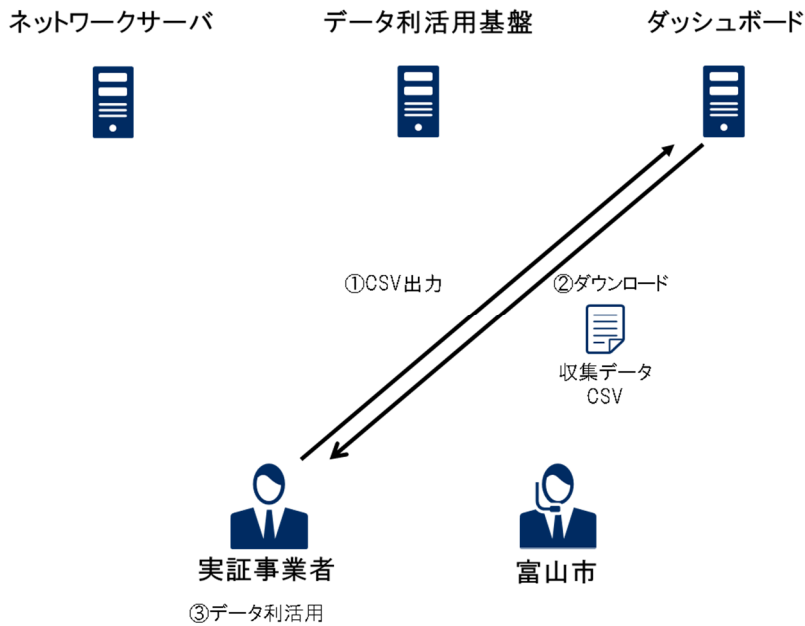 ネットワークサーバ
データ利活用基盤
ダッシュボード
①CSV出力
②ダウンロード
収集データ
CSV
実証事業者
富山市
③データ利活用